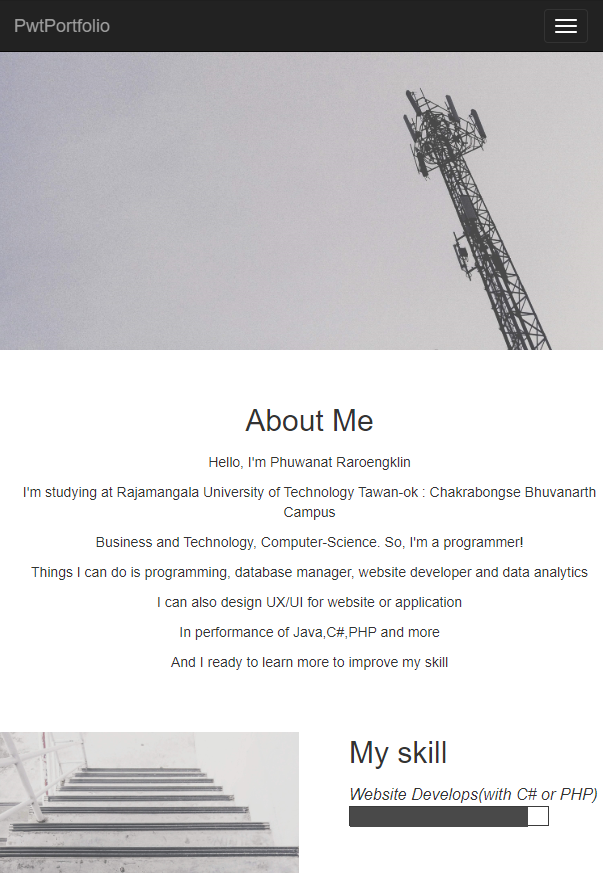 PwtPortfolio
About Me
Hello, I'm Phuwanat Raroengklin
I'm studying at Rajamangala University of Technology Tawan-ok : Chakrabongse Bhuvanarth
Campus
Business and Technology, Computer-Science. So, I'm a programmer!
Things I can do is programming, database manager, website developer and data analytics
I can also design UX/UI for website or application
In performance of Java,C#,PHP and more
And I ready to learn more to improve my skill
My skill
Website Develops(with C# or PHP)